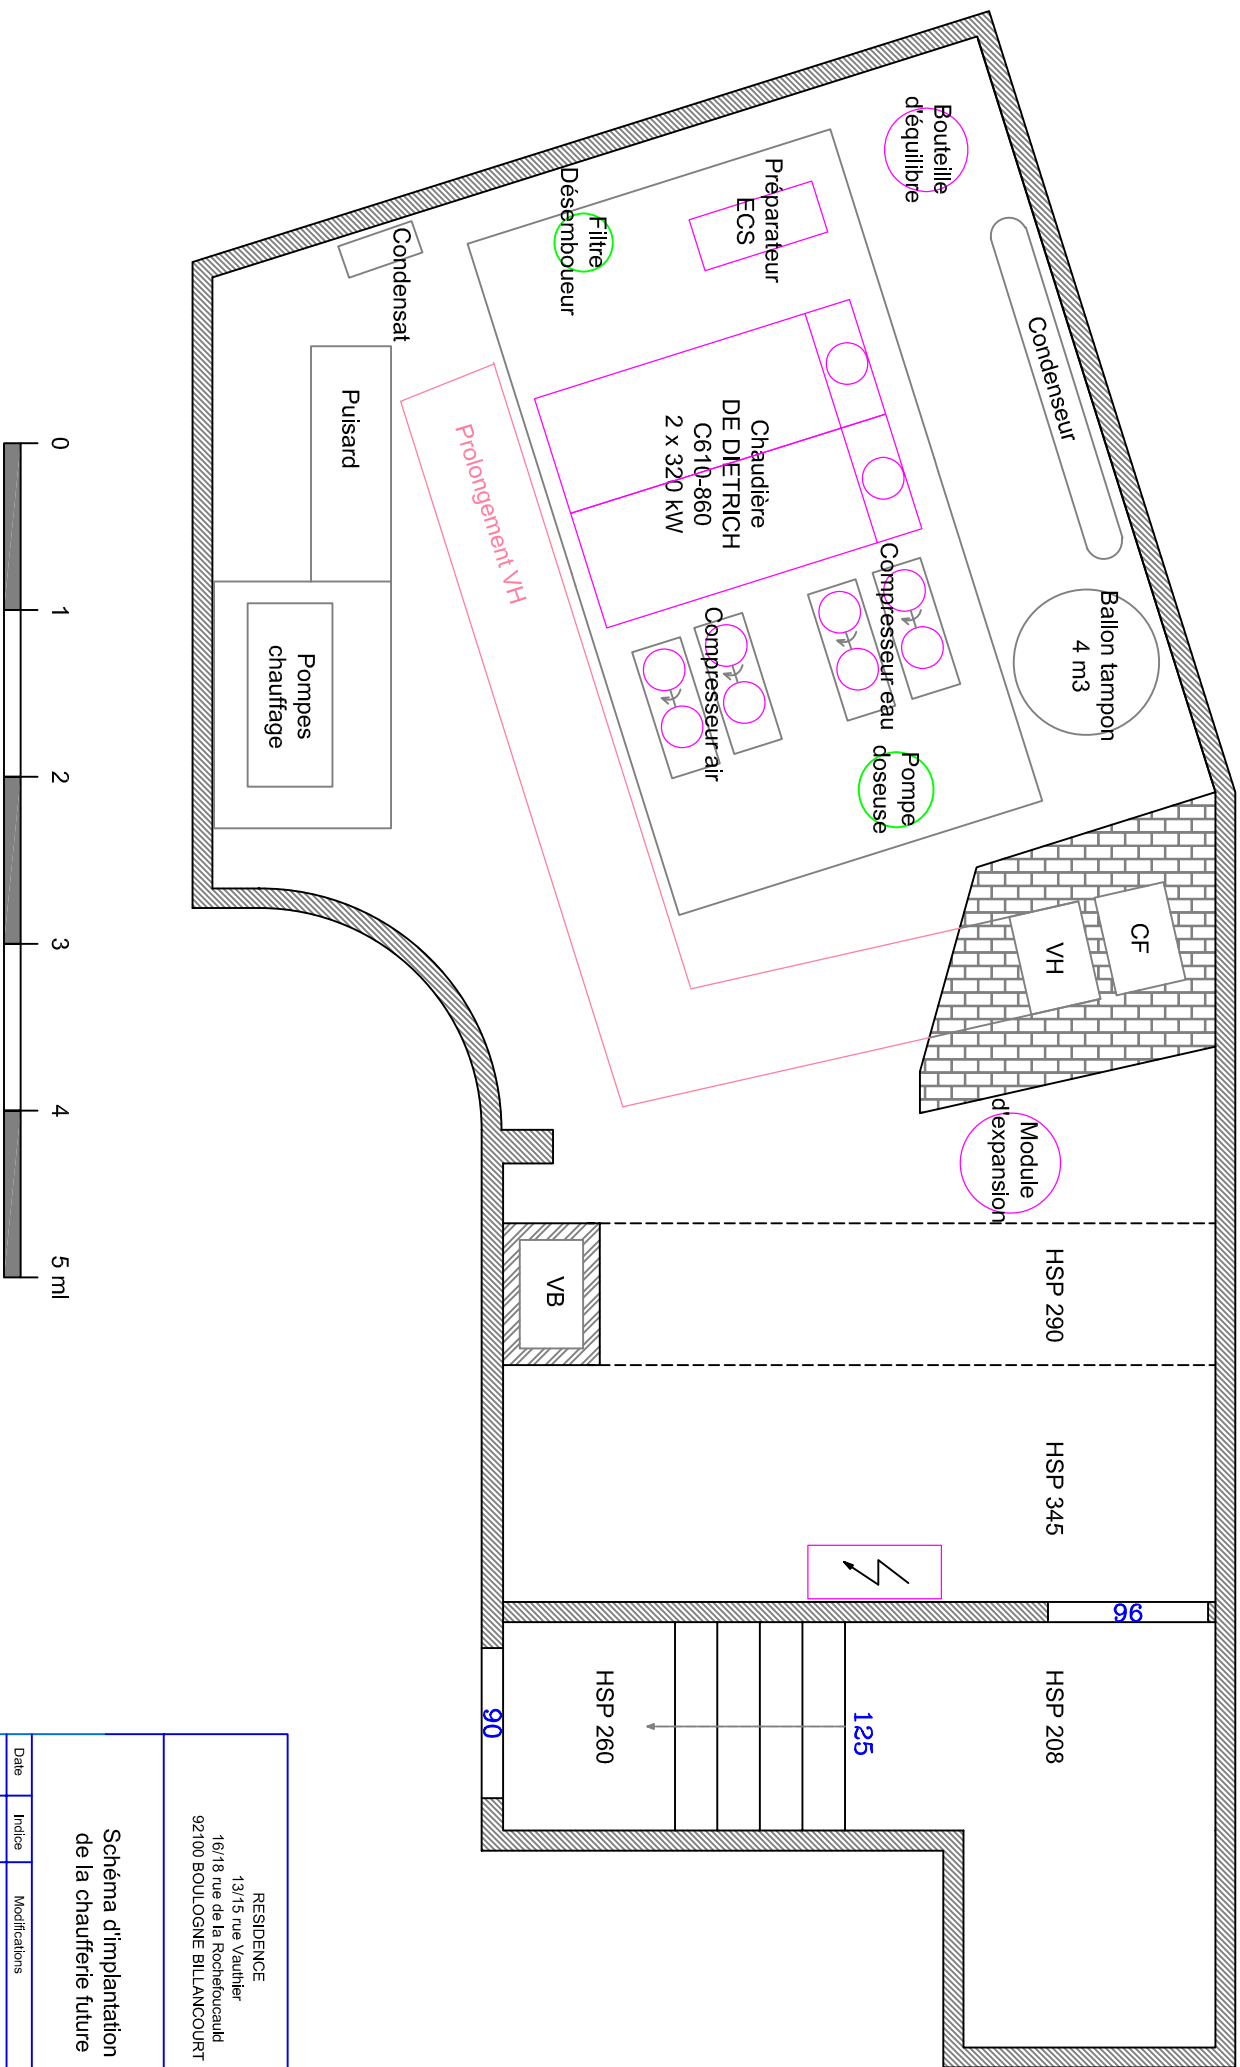 Bouteille
d'équilibre
Condenseur
Ballon tampon
4 m3
Préparateur
ECS
Filtre
Désemboueur
Condensat
Puisard
Pompes
chauffage
Chaudière
DE DIETRICH
C610-860
2 x 320 kW
Prolongement VH
Compresseur eau
Compresseur air
Pompe
doseuse
CF
VH
Module
d'expansion
VB
HSP 290
HSP 345
96
HSP 208
HSP 260
125
90
0
1
2
3
4
5 ml
RESIDENCE
13/15 rue Vauthier
16/18 rue de la Rochefoucauld
92100 BOULOGNE BILLANCOURT
Schéma d'implantation
de la chaufferie future
Date
Indice
Modifications